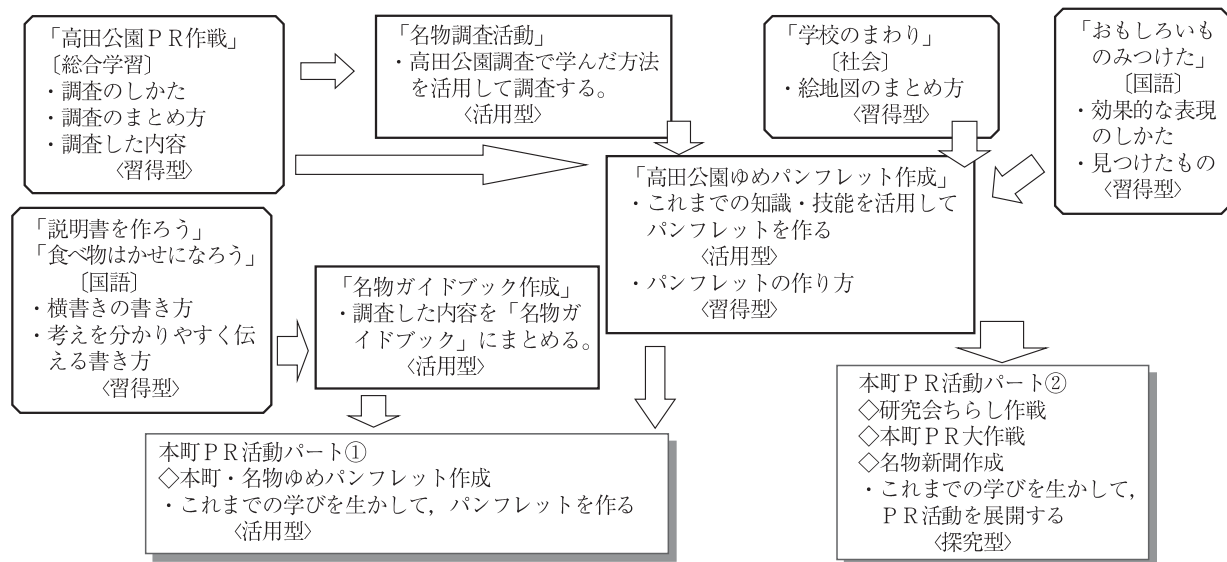 「高田公園ＰＲ作戦」
〔総合学習〕
・調査のしかた
・調査のまとめ方
・調査した内容
〈習得型〉
「名物調査活動」
・高田公園調査で学んだ方法
を活用して調査する。
〈活用型〉
「学校のまわり」
〔社会〕
・絵地図のまとめ方
〈習得型〉
「おもしろいも
のみつけた」
〔国語〕
・効果的な表現
のしかた
・見つけたもの
〈習得型〉
「高田公園ゆめパンフレット作成」
・これまでの知識・技能を活用して
パンフレットを作る
〈活用型〉
・パンフレットの作り方
〈習得型〉
「説明書を作ろう」
「食べ物はかせになろう」
〔国語〕
・横書きの書き方
・考えを分かりやすく伝
える書き方
〈習得型〉
「名物ガイドブック作成」
・調査した内容を「名物ガ
イドブック」にまとめる。
〈活用型〉
本町ＰＲ活動パート①
◇本町・名物ゆめパンフレット作成
・これまでの学びを生かして，パンフレットを作る
〈活用型〉
本町ＰＲ活動パート②
◇研究会ちらし作戦
◇本町ＰＲ大作戦
◇名物新聞作成
・これまでの学びを生かして，
ＰＲ活動を展開する
〈探究型〉